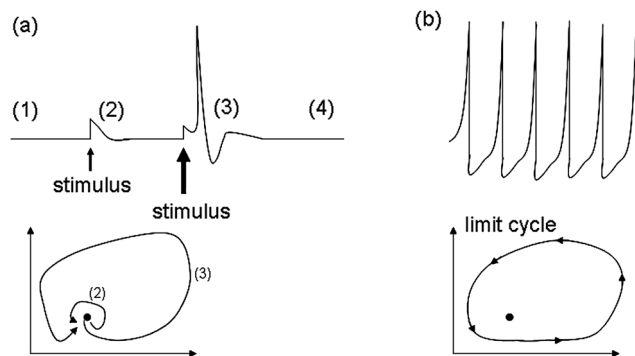 (a)
(b)
(1)
(2)
(3)
(4)
stimulus
stimulus
(2)
(3)
limit cycle